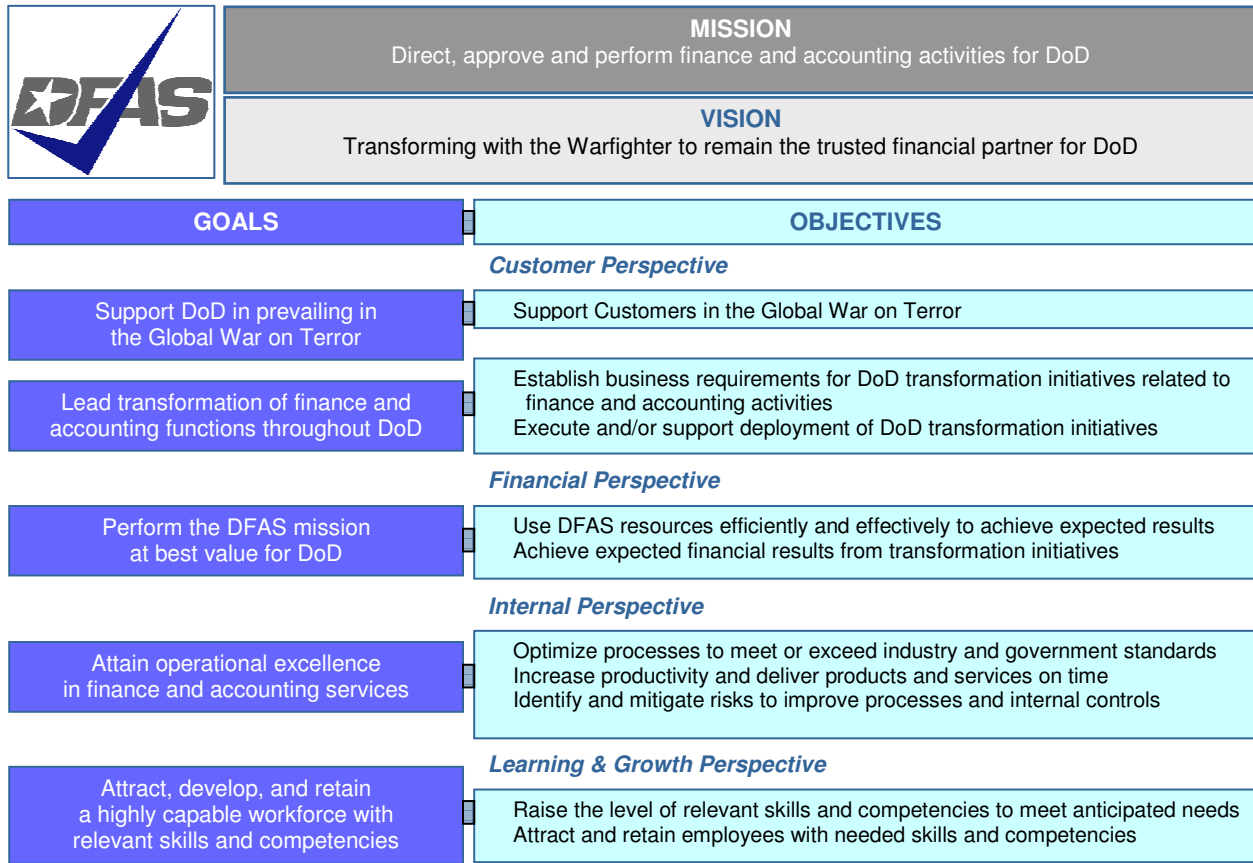 DFAS
MISSION
Direct, approve and perform finance and accounting activities for DoD
VISION
Transforming with the Warfighter to remain the trusted financial partner for DoD
GOALS
OBJECTIVES
Customer Perspective
Support DoD in prevailing in
the Global War on Terror
Support Customers in the Global War on Terror
Lead transformation of finance and
accounting functions throughout DoD
Establish business requirements for DoD transformation initiatives related to
finance and accounting activities
Execute and/or support deployment of DoD transformation initiatives
Financial Perspective
Perform the DFAS mission
at best value for DoD
Use DFAS resources efficiently and effectively to achieve expected results
Achieve expected financial results from transformation initiatives
Internal Perspective
Attain operational excellence
in finance and accounting services
Optimize processes to meet or exceed industry and government standards
Increase productivity and deliver products and services on time
Identify and mitigate risks to improve processes and internal controls
Learning & Growth Perspective
Attract, develop, and retain
a highly capable workforce with
relevant skills and competencies
Raise the level of relevant skills and competencies to meet anticipated needs
Attract and retain employees with needed skills and competencies